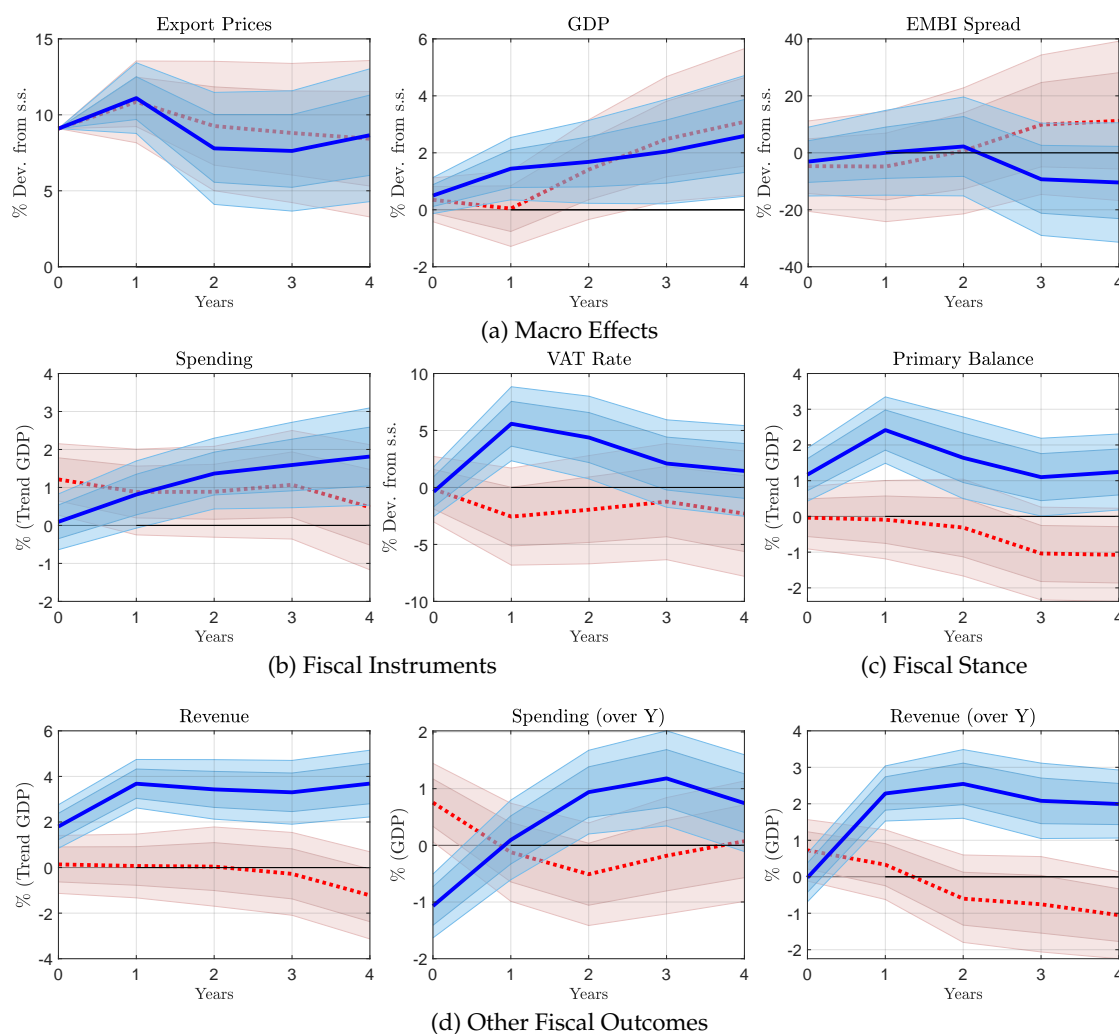 Export Prices
GDP
EMBI Spread
% Dev. from s.s.
15
10
5
0
0 1 2 3 4
Years
% Dev. from s.s.
6
4
2
0
-2
0 1 2 3 4
Years
% Dev. from s.s.
40
20
0
-20
-40
0 1 2 3 4
Years
(a) Macro Effects
Spending
VAT Rate
Primary Balance
% (Trend GDP)
4
3
2
1
0
-1
-2
0 1 2 3 4
Years
% Dev. from s.s.
10
5
0
-5
-10
0 1 2 3 4
Years
% (Trend GDP)
4
3
2
1
0
-1
-2
0 1 2 3 4
Years
(b) Fiscal Instruments
(c) Fiscal Stance
Revenue
Spending (over Y)
Revenue (over Y)
% (Trend GDP)
6
4
2
0
-2
-4
0 1 2 3 4
Years
% (GDP)
2
1
0
-1
-2
0 1 2 3 4
Years
% (GDP)
4
3
2
1
0
-1
-2
0 1 2 3 4
Years
(d) Other Fiscal Outcomes